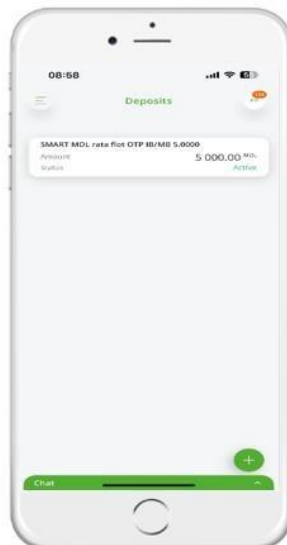 08:58
Deposits
SMART MDL rata flot OTP IB/MB 5.0000
Amount 5 000.00 MDL
Status Active
Chat